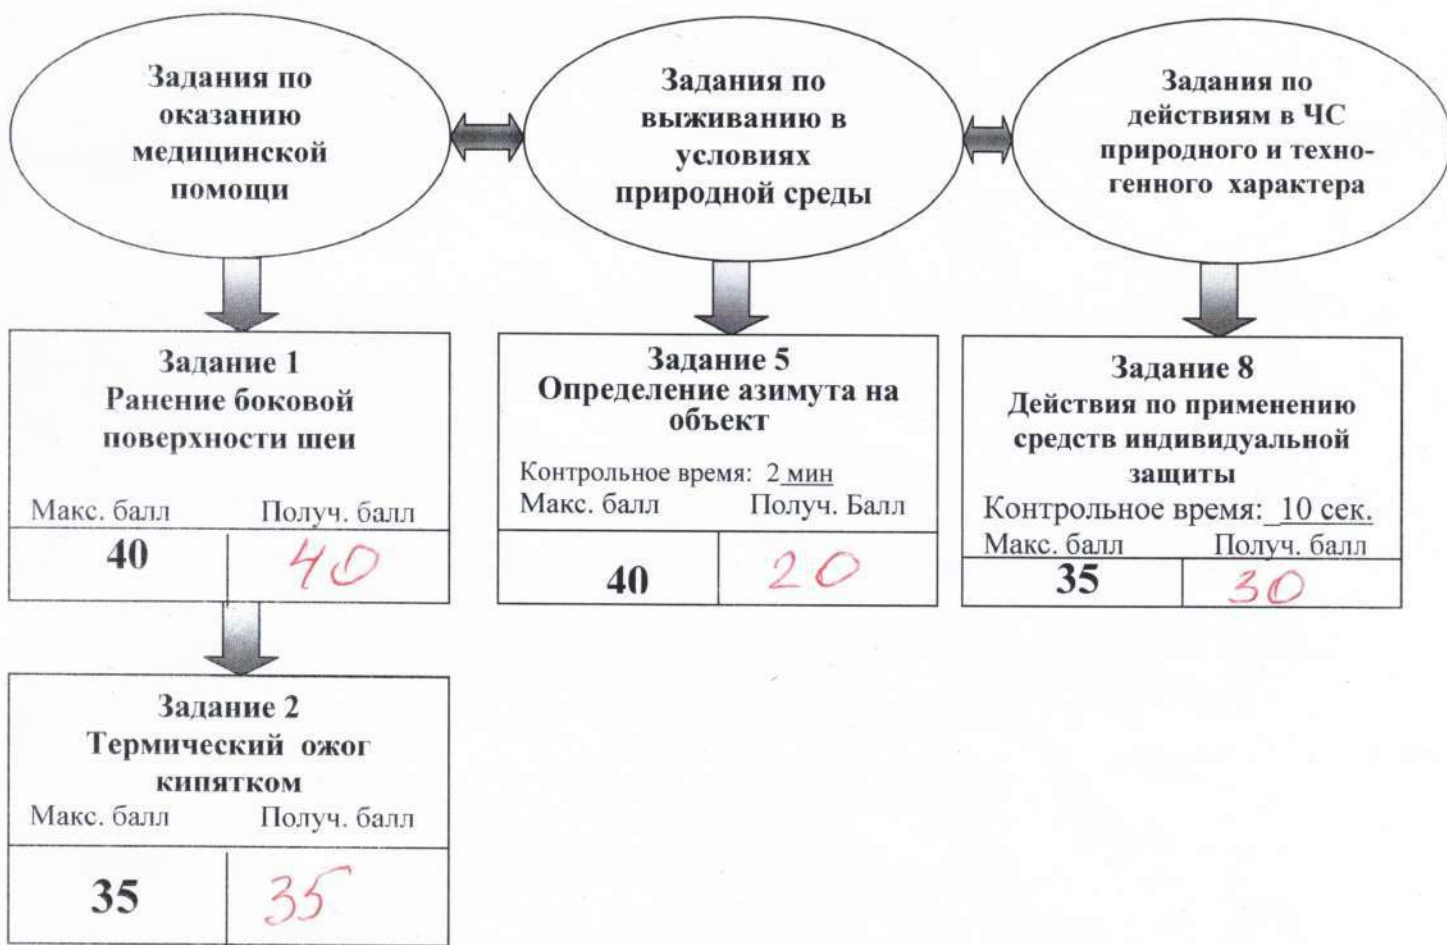 Задания по
оказанию
медицинской
помощи
Задания по
выживанию в
условиях
природной среды
Задания по
действиям в ЧС
природного и техно-
генного характера
Задание 1
Ранение боковой
поверхности шеи
Макс. балл Получ. балл
40 40
Задание 5
Определение азимута на
объект
Контрольное время: 2 мин
Макс. балл Получ. Балл
40 20
Задание 8
Действия по применению
средств индивидуальной
защиты
Контрольное время: 10 сек.
Макс. балл Получ. балл
35 30
Задание 2
Термический ожог
кипятком
Макс. балл Получ. балл
35 35